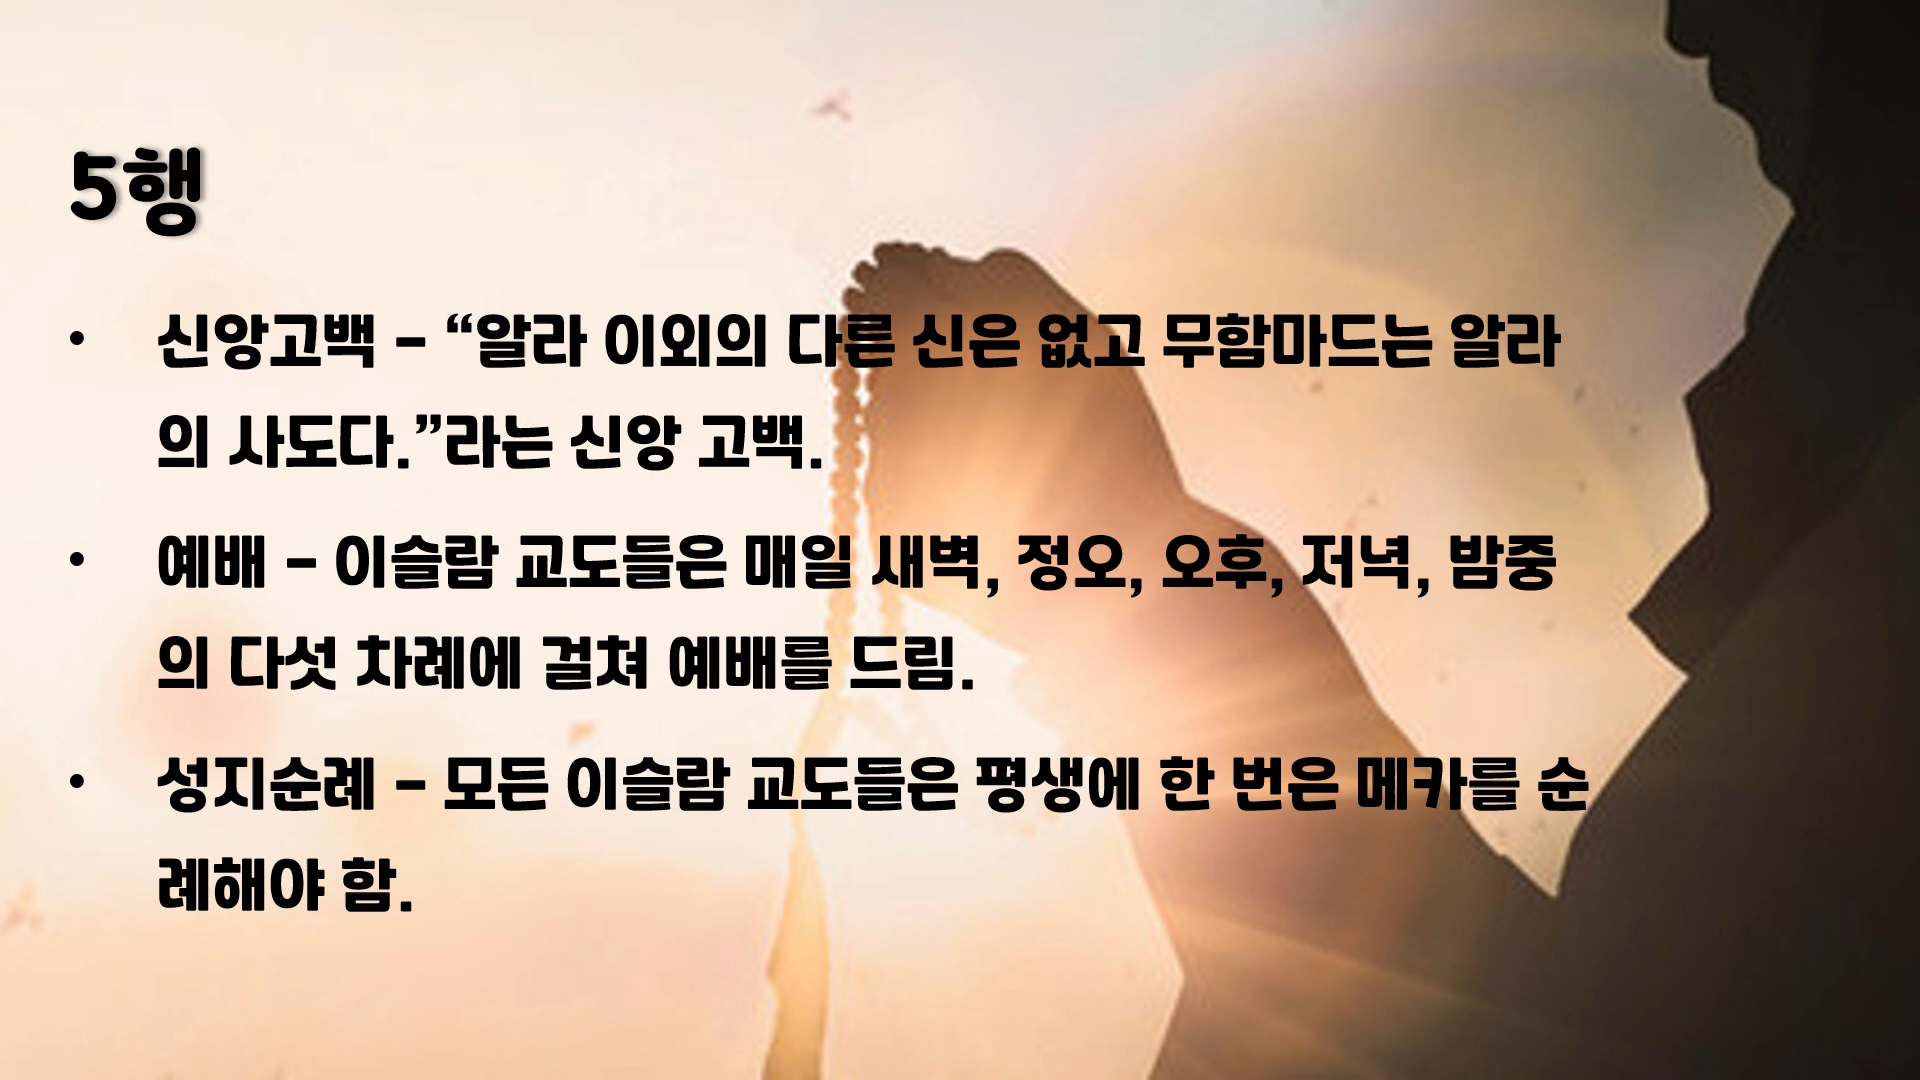 5행
• 신앙고백 – “알라 이외의 다른 신은 없고 무함마드는 알라
의 사도다.”라는 신앙 고백.
• 예배 – 이슬람 교도들은 매일 새벽, 정오, 오후, 저녁, 밤중
의 다섯 차례에 걸쳐 예배를 드림.
• 성지순례 – 모든 이슬람 교도들은 평생에 한 번은 메카를 순
례해야 함.